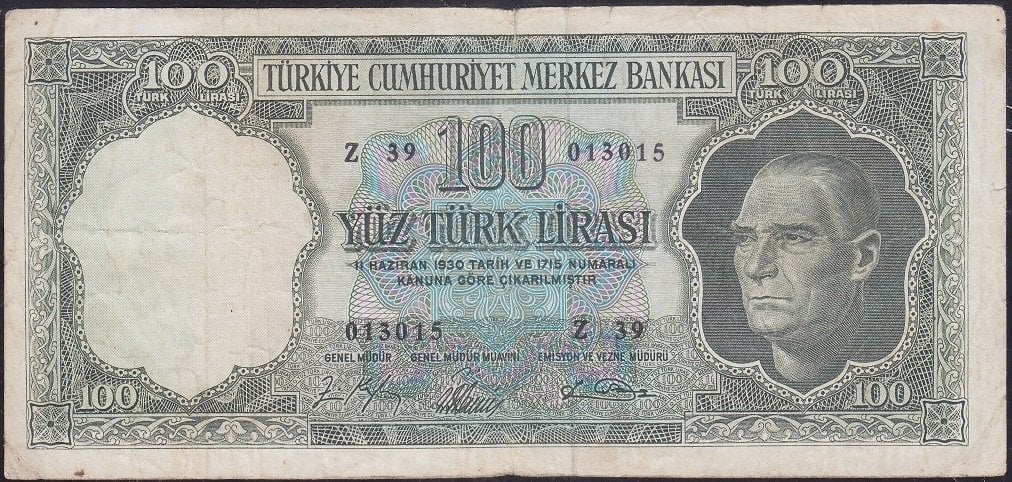 100 TÜRKİYE CUMHURİYET MERKEZ BANKASI 100
TÜRK LİRASI TÜRK LİRASI
100
Z 39 013015
YÜZ TÜRK LİRASI
11 HAZİRAN 1930 TARİH VE 1715 NUMARALI
KANUNA GÖRE ÇIKARILMIŞTIR
013015 Z 39
GENEL MÜDÜR GENEL MÜDÜR MUAVİNİ EMİSYON VE VEZNE MÜDÜRÜ
100 100